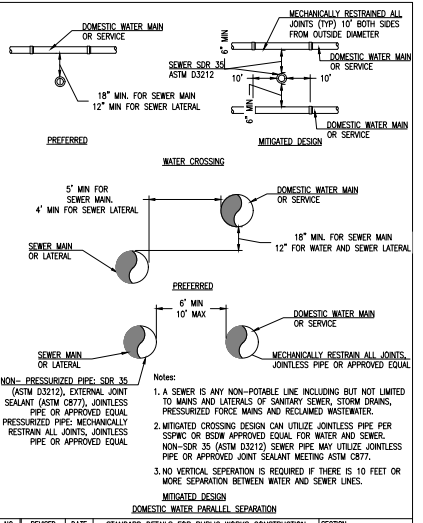 DOMESTIC WATER MAIN
OR SERVICE
18" MIN. FOR SEWER MAIN
12" MIN FOR SEWER LATERAL
PREFERRED
MECHANICALLY RESTRAINED ALL
JOINTS (TYP) 10' BOTH SIDES
FROM OUTSIDE DIAMETER
6" MIN
SEWER SDR 35
ASTM D3212
DOMESTIC WATER MAIN
OR SERVICE
10'
10'
6" MIN
DOMESTIC WATER MAIN
OR SERVICE
MITIGATED DESIGN
WATER CROSSING
5' MIN FOR
SEWER MAIN.
4' MIN FOR SEWER LATERAL
DOMESTIC WATER MAIN
OR SERVICE
SEWER MAIN
OR LATERAL
18" MIN. FOR SEWER MAIN
12" FOR WATER AND SEWER LATERAL
PREFERRED
6' MIN
10' MAX
DOMESTIC WATER MAIN
OR SERVICE
SEWER MAIN
OR LATERAL
MECHANICALLY RESTRAIN ALL JOINTS,
JOINTLESS PIPE OR APPROVED EQUAL
NON- PRESSURIZED PIPE: SDR 35
(ASTM D3212), EXTERNAL JOINT
SEALANT (ASTM C877), JOINTLESS
PIPE OR APPROVED EQUAL
PRESSURIZED PIPE: MECHANICALLY
RESTRAIN ALL JOINTS, JOINTLESS
PIPE OR APPROVED EQUAL
Notes:
1. A SEWER IS ANY NON-POTABLE LINE INCLUDING BUT NOT LIMITED
TO MAINS AND LATERALS OF SANITARY SEWER, STORM DRAINS,
PRESSURIZED FORCE MAINS AND RECLAIMED WASTEWATER.
2. MITIGATED CROSSING DESIGN CAN UTILIZE JOINTLESS PIPE PER
SSPWC OR BSDW APPROVED EQUAL FOR WATER AND SEWER.
NON-SDR 35 (ASTM D3212) SEWER PIPE MAY UTILIZE JOINTLESS
PIPE OR APPROVED JOINT SEALANT MEETING ASTM C877.
3. NO VERTICAL SEPERATION IS REQUIRED IF THERE IS 10 FEET OR
MORE SEPARATION BETWEEN WATER AND SEWER LINES.
MITIGATED DESIGN
DOMESTIC WATER PARALLEL SEPARATION
NO. REVISED DATE STANDARD DETAILS FOR PUBLIC WORKS CONSTRUCTION SECTION